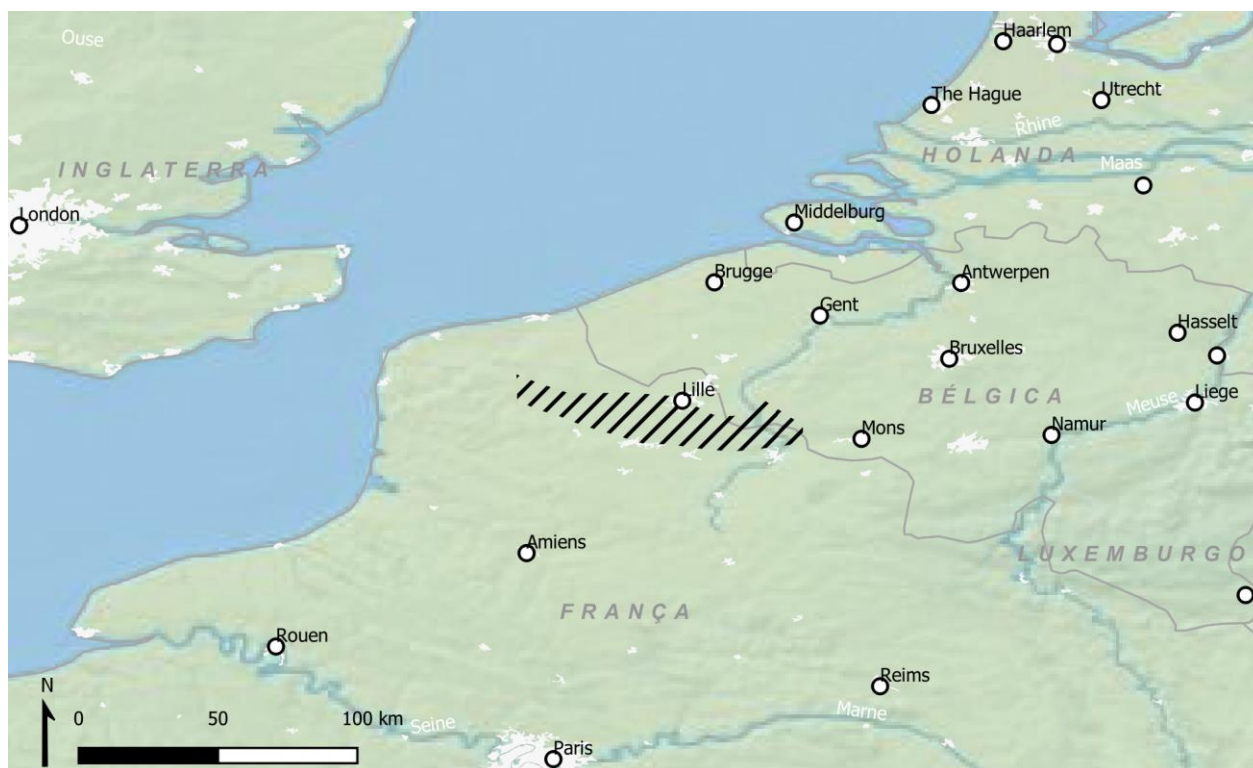 Ouse
Haarlem
The Hague
Utrecht
Rhine
INGLATERRA
HOLANDA
Maas
London
Middelburg
Brugge
Antwerpen
Gent
Hasselt
Bruxelles
Lille
BÉLGICA
Meuse
Liege
Mons
Namur
Amiens
LUXEMBURGO
FRANÇA
Rouen
N
Reims
0 50 100 km
Seine
Marne
Paris